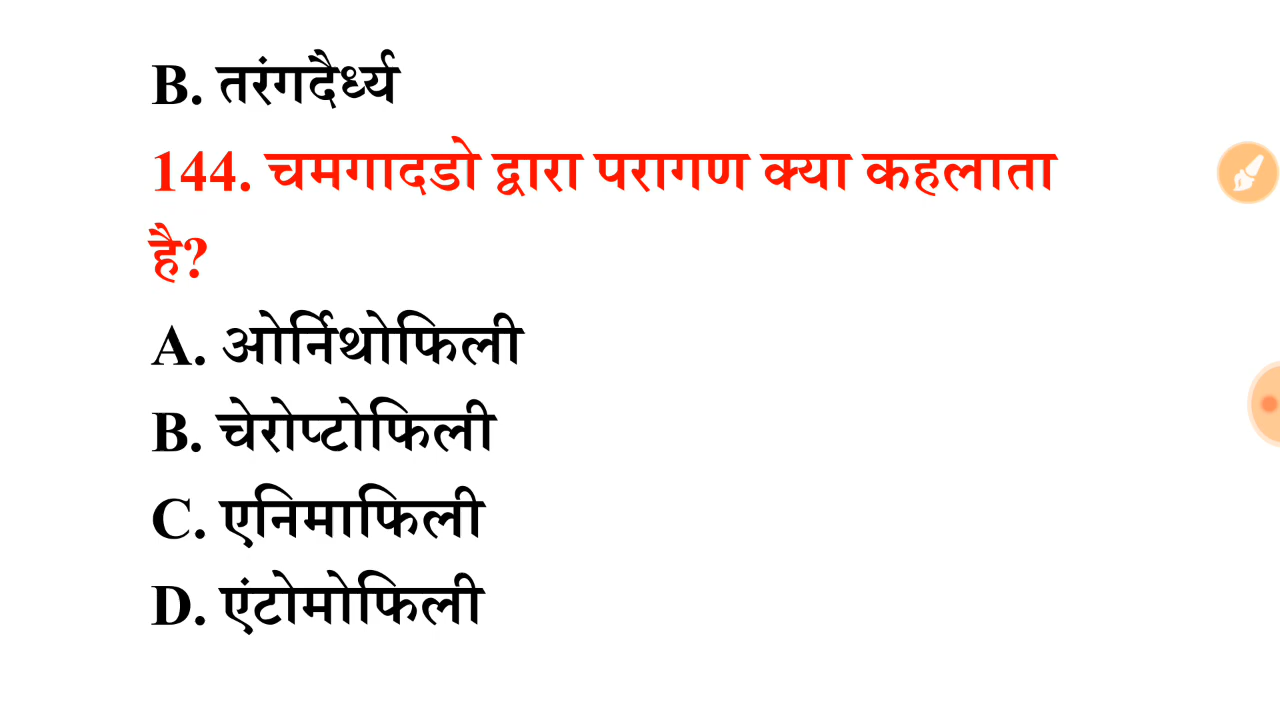 B. तरंगदैर्ध्य
144. चमगादडो द्वारा परागण क्या कहलाता
है?
A. ओर्निथोफिली
B. चेरोप्टोफिली
C. एनिमाफिली
D. एंटोमोफिली